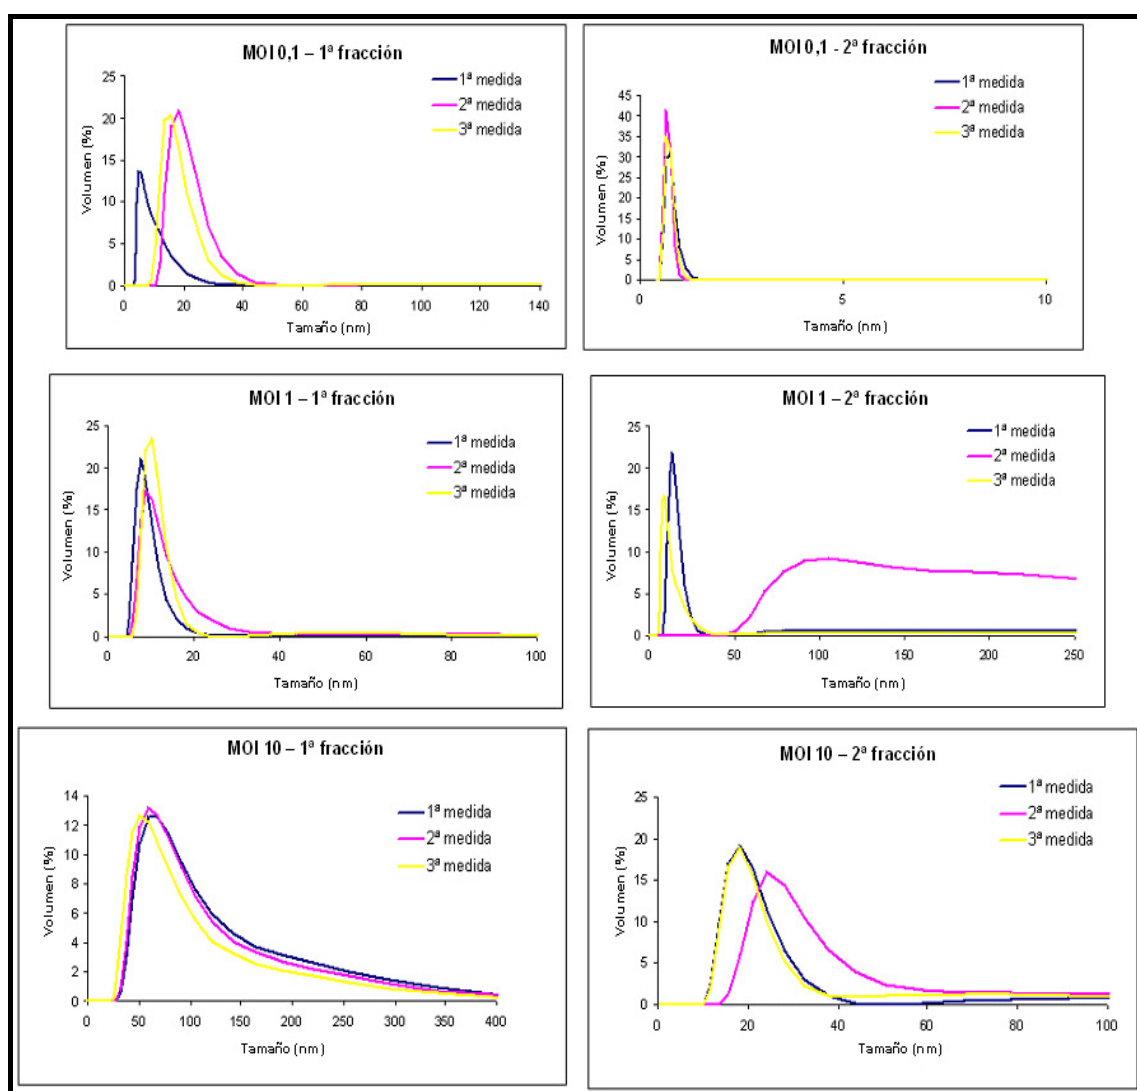 MOI 0,1 – 1ª fracción
1ª medida
2ª medida
3ª medida
25
20
15
10
5
0
Volumen (%)
0 20 40 60 80 100 120 140
Tamaño (nm)
MOI 0,1 - 2ª fracción
1ª medida
2ª medida
3ª medida
45
40
35
30
25
20
15
10
5
0
Volumen (%)
0 5 10
Tamaño (nm)
MOI 1 – 1ª fracción
1ª medida
2ª medida
3ª medida
25
20
15
10
5
0
Volumen (%)
0 20 40 60 80 100
Tamaño (nm)
MOI 1 – 2ª fracción
1ª medida
2ª medida
3ª medida
25
20
15
10
5
0
Volumen (%)
0 50 100 150 200 250
Tamaño (nm)
MOI 10 – 1ª fracción
1ª medida
2ª medida
3ª medida
14
12
10
8
6
4
2
0
Volumen (%)
0 50 100 150 200 250 300 350 400
Tamaño (nm)
MOI 10 – 2ª fracción
1ª medida
2ª medida
3ª medida
25
20
15
10
5
0
Volumen (%)
0 20 40 60 80 100
Tamaño (nm)